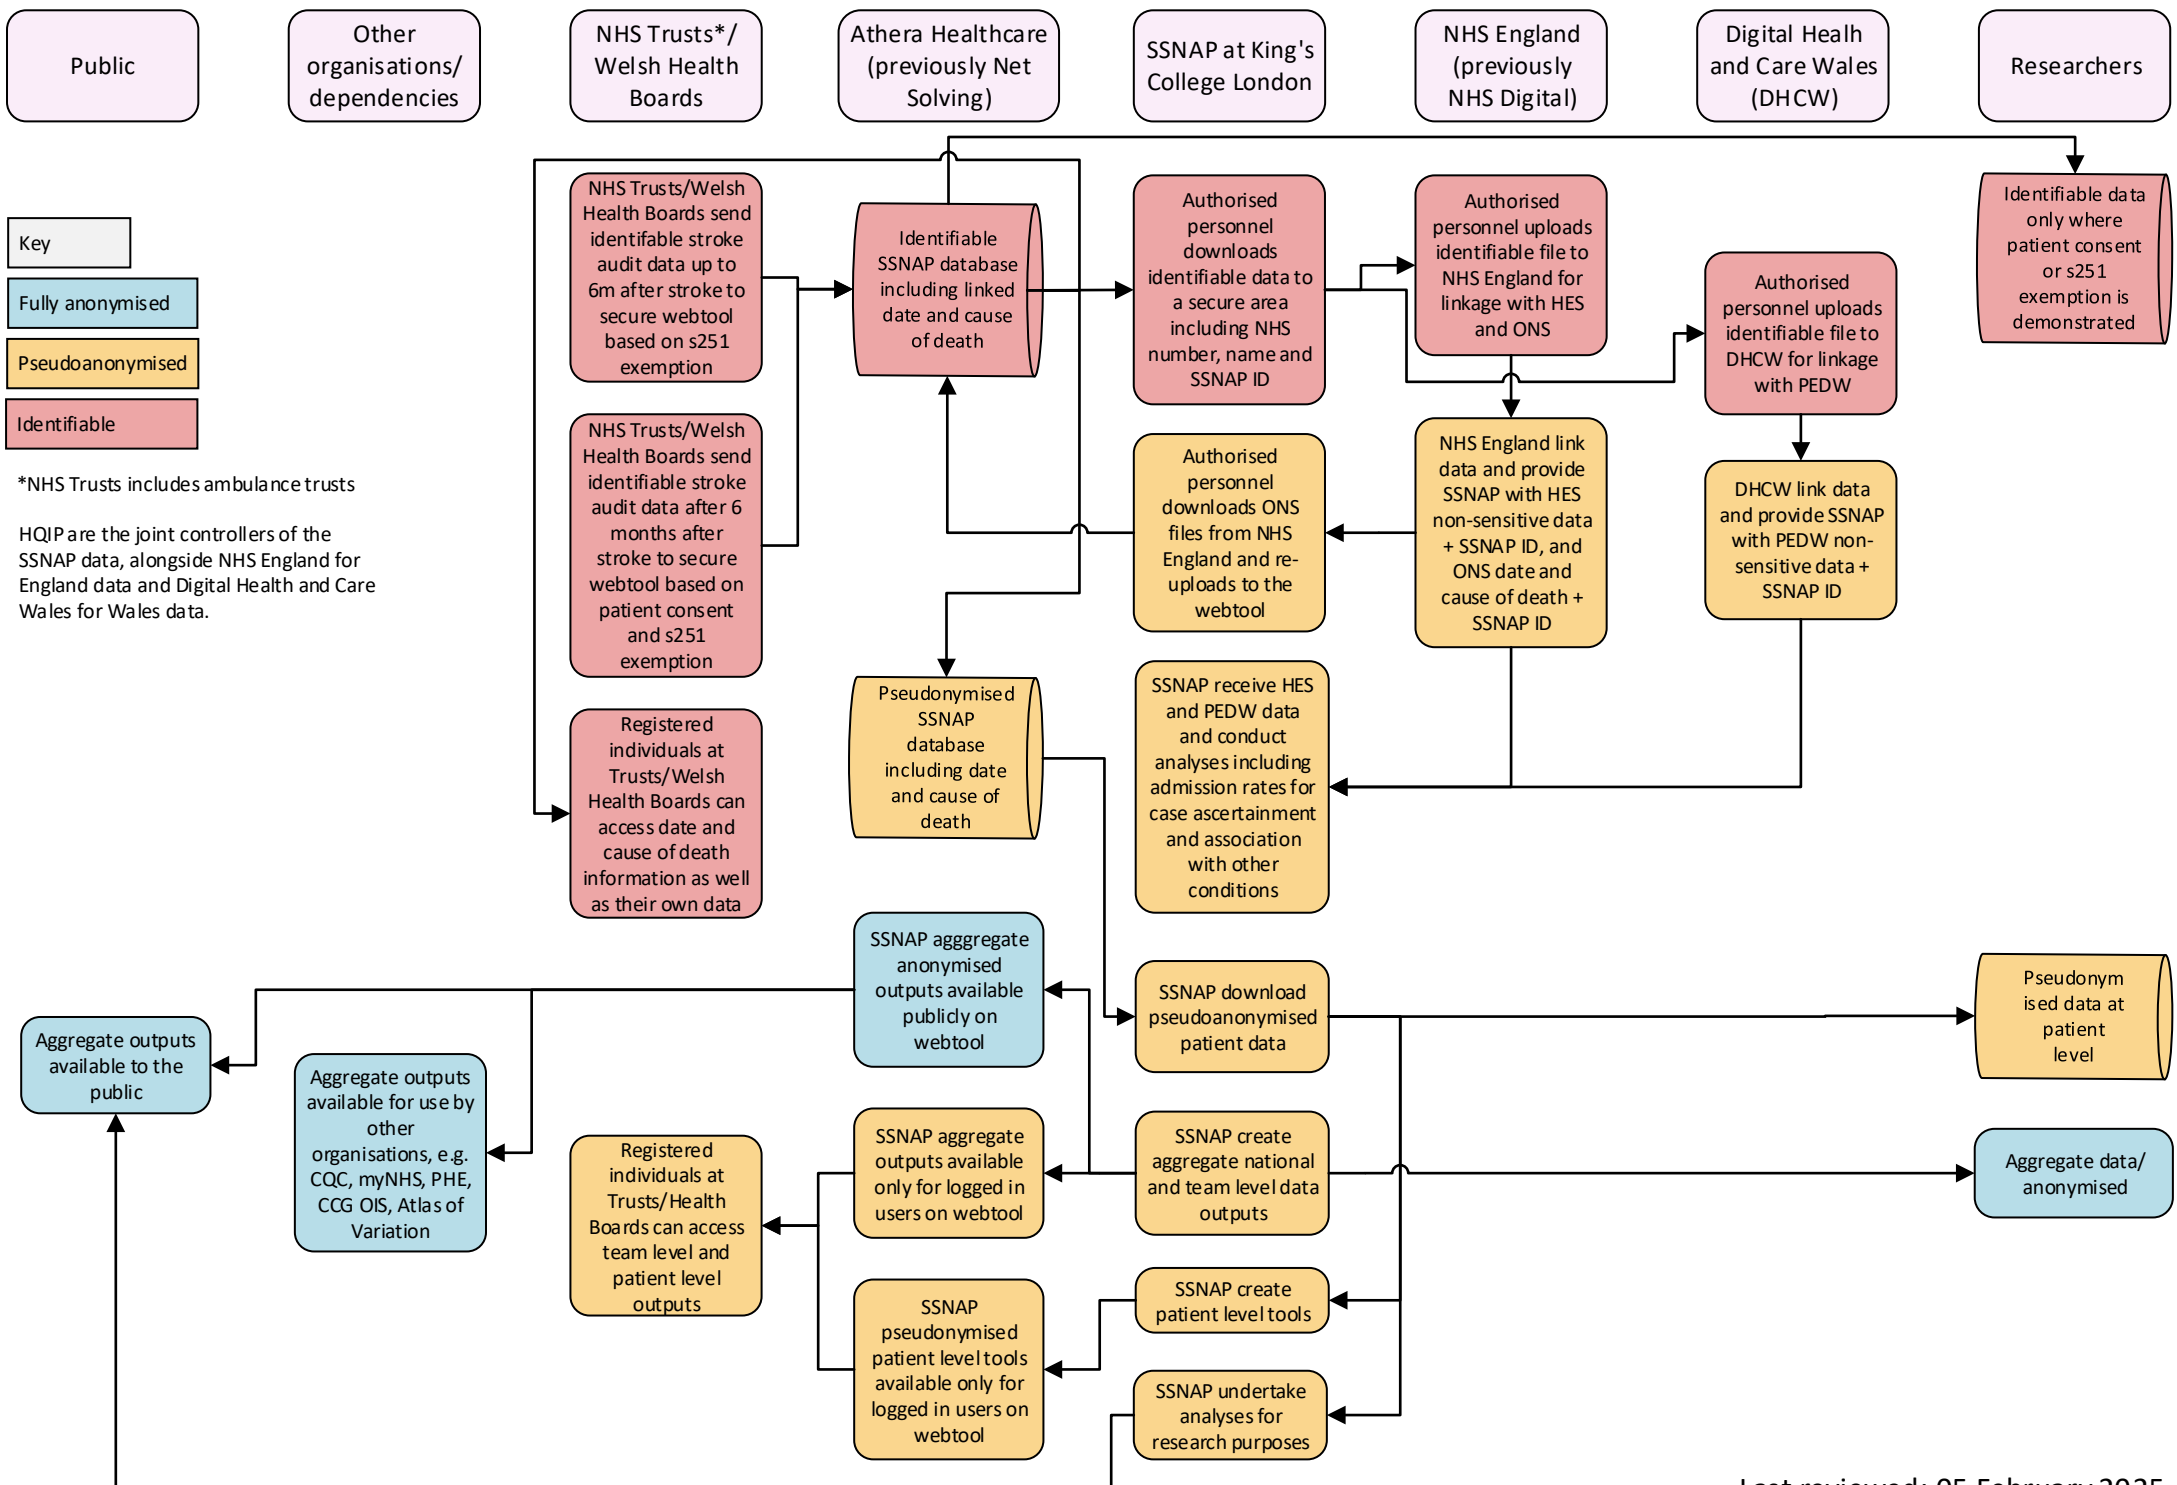 Public
Other
organisations/
dependencies
NHS Trusts*/
Welsh Health
Boards
Athera Healthcare
(previously Net
Solving)
SSNAP at King's
College London
NHS England
(previously
NHS Digital)
Digital Healh
and Care Wales
(DHCW)
Researchers
Key
Fully anonymised
Pseudoanonymised
Identifiable
*NHS Trusts includes ambulance trusts
HQIP are the joint controllers of the
SSNAP data, alongside NHS England for
England data and Digital Health and Care
Wales for Wales data.
NHS Trusts/Welsh
Health Boards send
identifable stroke
audit data up to
6m after stroke to
secure webtool
based on s251
exemption
Identifiable
SSNAP database
including linked
date and cause
of death
Authorised
personnel
downloads
identifiable data to
a secure area
including NHS
number, name and
SSNAP ID
Authorised
personnel uploads
identifiable file to
NHS England for
linkage with HES
and ONS
Authorised
personnel uploads
identifiable file to
DHCW for linkage
with PEDW
Identifiable data
only where
patient consent
or s251
exemption is
demonstrated
NHS Trusts/Welsh
Health Boards send
identifiable stroke
audit data after 6
months after
stroke to secure
webtool based on
patient consent
and s251
exemption
Authorised
personnel
downloads ONS
files from NHS
England and re-
uploads to the
webtool
NHS England link
data and provide
SSNAP with HES
non-sensitive data
+ SSNAP ID, and
ONS date and
cause of death +
SSNAP ID
DHCW link data
and provide SSNAP
with PEDW non-
sensitive data +
SSNAP ID
Registered
individuals at
Trusts/Welsh
Health Boards can
access date and
cause of death
information as well
as their own data
Pseudonymised
SSNAP
database
including date
and cause of
death
SSNAP receive HES
and PEDW data
and conduct
analyses including
admission rates for
case ascertainment
and association
with other
conditions
SSNAP agggregate
anonymised
outputs available
publicly on
webtool
SSNAP download
pseudoanonymised
patient data
Pseudonym
ised data at
patient
level
Aggregate outputs
available to the
public
Aggregate outputs
available for use by
other
organisations, e.g.
CQC, myNHS, PHE,
CCG OIS, Atlas of
Variation
Registered
individuals at
Trusts/Health
Boards can access
team level and
patient level
outputs
SSNAP aggregate
outputs available
only for logged in
users on webtool
SSNAP create
aggregate national
and team level data
outputs
Aggregate data/
anonymised
SSNAP
pseudonymised
patient level tools
available only for
logged in users on
webtool
SSNAP create
patient level tools
SSNAP undertake
analyses for
research purposes
Last reviewed: 05 February 2025